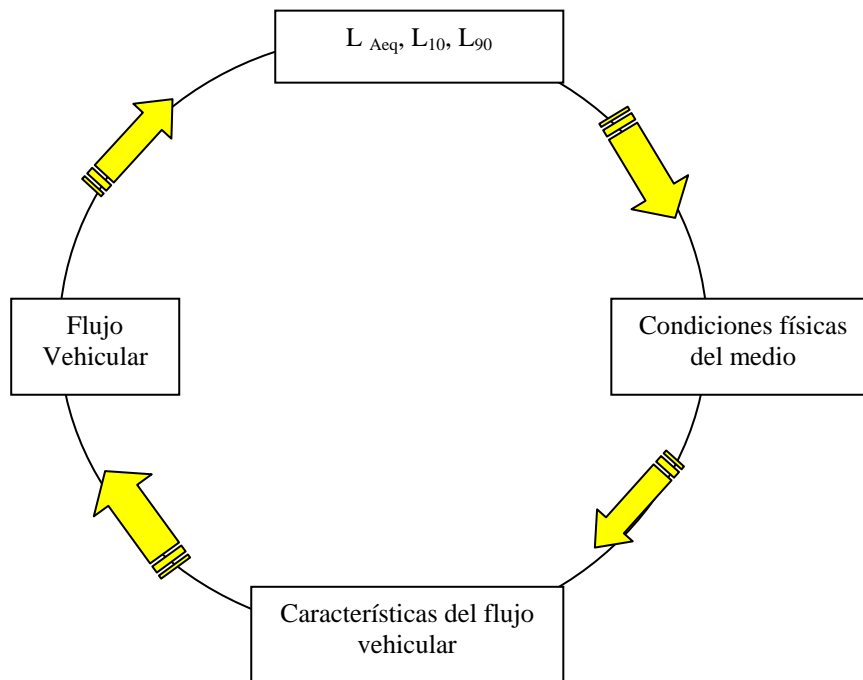 L Aeq, L10, L90
Flujo
Vehicular
Condiciones físicas
del medio
Características del flujo
vehicular